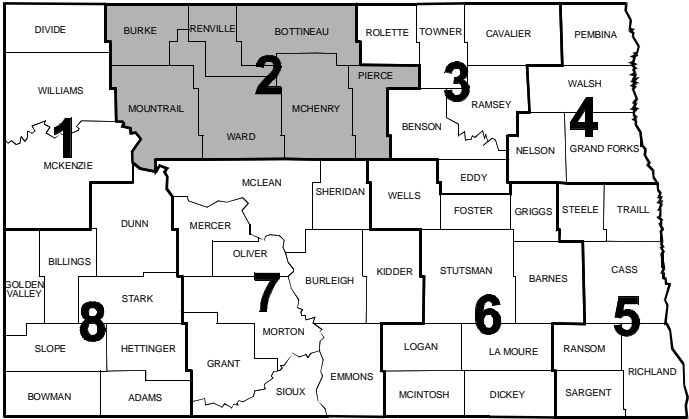 DIVIDE
BURKE
RENVILLE
BOTTINEAU
ROLETTE
TOWNER
CAVALIER
PEMBINA
WILLIAMS
2
PIERCE
3
WALSH
MOUNTRAIL
MCHENRY
RAMSEY
4
1
WARD
BENSON
NELSON
GRAND FORKS
MCKENZIE
MCLEAN
SHERIDAN
WELLS
EDDY
DUNN
MERCER
FOSTER
GRIGGS
STEELE
TRAILL
BILLINGS
OLIVER
GOLDEN
VALLEY
STARK
7
BURLEIGH
KIDDER
STUTSMAN
BARNES
CASS
8
6
5
MORTON
SLOPE
HETTINGER
GRANT
LOGAN
LA MOURE
RANSOM
RICHLAND
EMMONS
BOWMAN
ADAMS
SIOUX
MCINTOSH
DICKEY
SARGENT